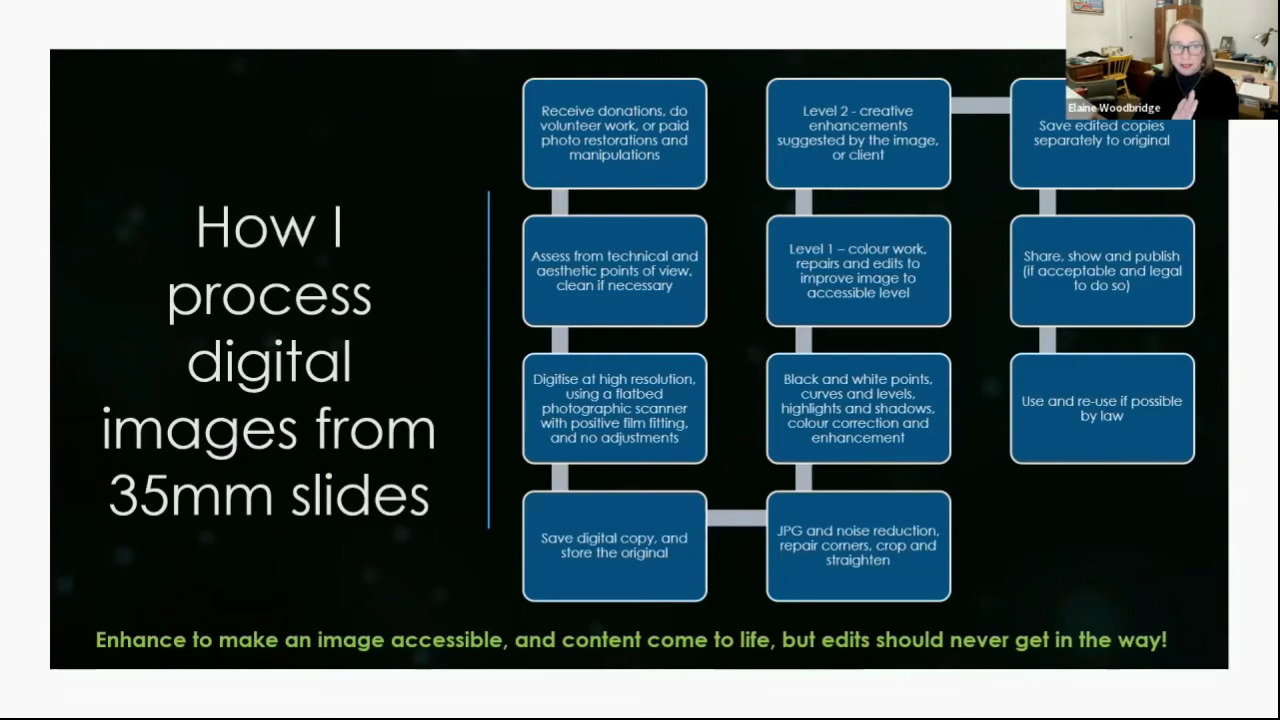 How I
process
digital
images from
35mm slides
Receive donations, do
volunteer work, or paid
photo restorations and
manipulations
Assess from technical and
aesthetic points of view,
clean if necessary
Digitise at high resolution,
using a flatbed
photographic scanner
with positive film fitting,
and no adjustments
Save digital copy, and
store the original
JPG and noise reduction,
repair corners, crop and
straighten
Black and white points,
curves and levels,
highlights and shadows,
colour correction and
enhancement
Level 1 – colour work,
repairs and edits to
improve image to
accessible level
Level 2 - creative
enhancements
suggested by the image,
or client
Save edited copies
separately to original
Share, show and publish
(if acceptable and legal
to do so)
Use and re-use if possible
by law
Enhance to make an image accessible, and content come to life, but edits should never get in the way!
Elaine Woodbridge